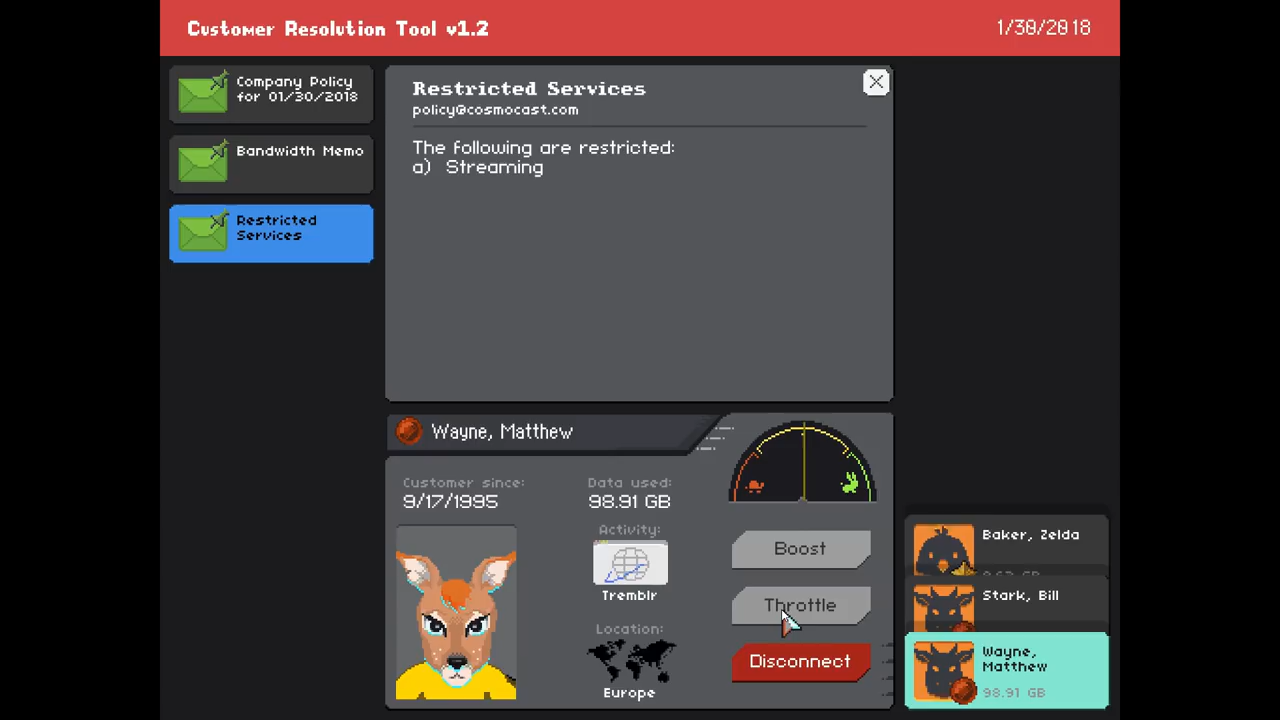 Customer Resolution Tool v1.2
1/30/2018
Company Policy
for 01/30/2018
Bandwidth Memo
Restricted
Services
Restricted Services
policy@cosmocast.com
The following are restricted:
a) Streaming
Wayne, Matthew
Customer since:
9/17/1995
Data used:
98.91 GB
Activity:
Tremblr
Location:
Europe
Boost
Throttle
Disconnect
Baker, Zelda
Stark, Bill
Wayne,
Matthew
98.91 GB